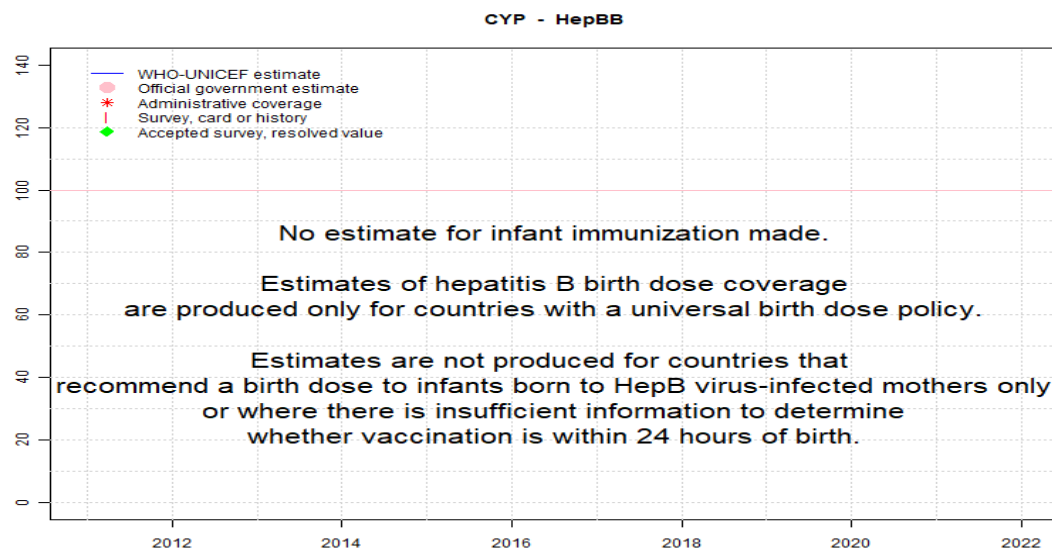 CYP - HepBB
140
120
100
80
60
40
20
0
WHO-UNICEF estimate
Official government estimate
Administrative coverage
Survey, card or history
Accepted survey, resolved value
No estimate for infant immunization made.
Estimates of hepatitis B birth dose coverage
are produced only for countries with a universal birth dose policy.
Estimates are not produced for countries that
recommend a birth dose to infants born to HepB virus-infected mothers only
or where there is insufficient information to determine
whether vaccination is within 24 hours of birth.
2012 2014 2016 2018 2020 2022